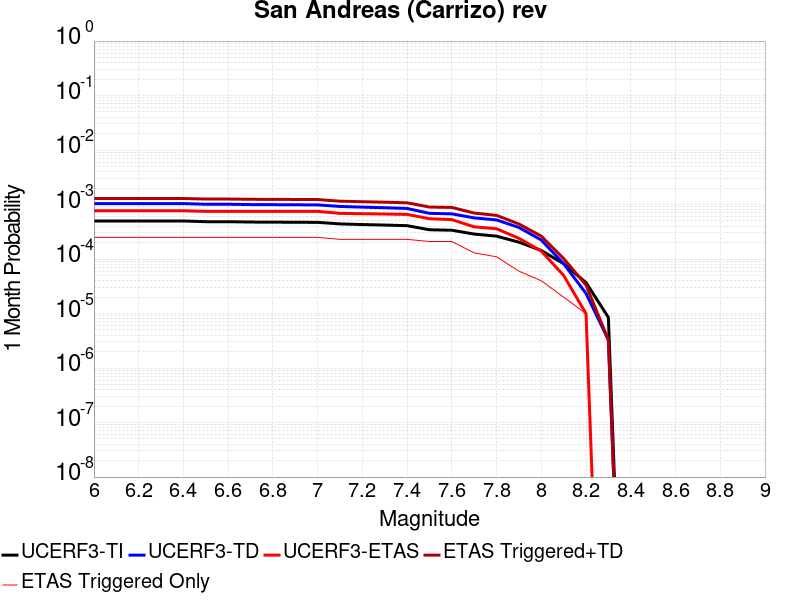 San Andreas (Carrizo) rev
10^0
10^-1
10^-2
10^-3
10^-4
10^-5
10^-6
10^-7
10^-8
1 Month Probability
6 6.2 6.4 6.6 6.8 7 7.2 7.4 7.6 7.8 8 8.2 8.4 8.6 8.8 9
Magnitude
UCERF3-TI UCERF3-TD UCERF3-ETAS ETAS Triggered+TD
ETAS Triggered Only